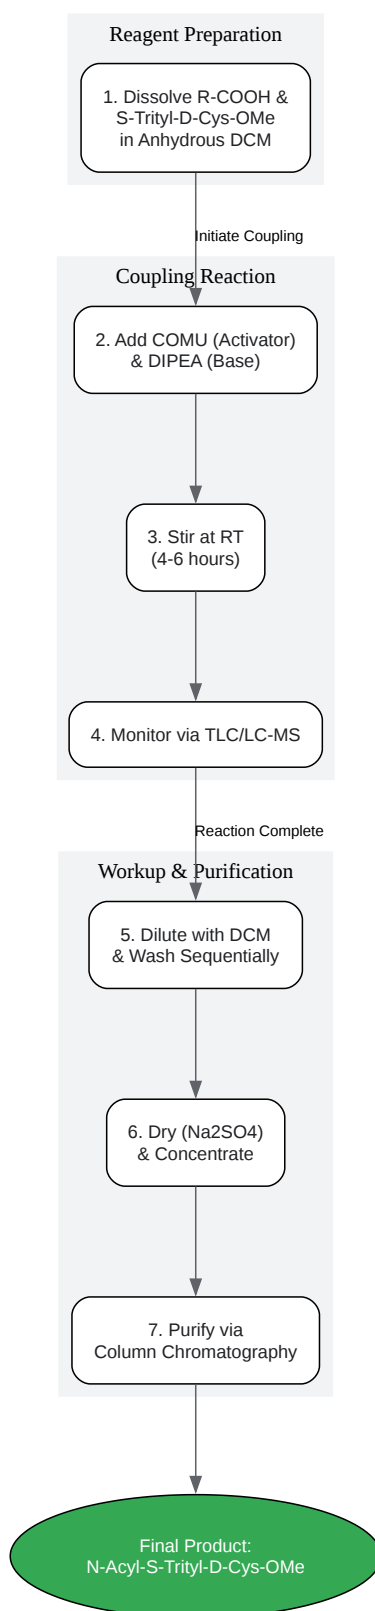 Reagent Preparation
1. Dissolve R-COOH &
S-Trityl-D-Cys-OMe
in Anhydrous DCM
Initiate Coupling
Coupling Reaction
2. Add COMU (Activator)
& DIPEA (Base)
3. Stir at RT
(4-6 hours)
4. Monitor via TLC/LC-MS
Reaction Complete
Workup & Purification
5. Dilute with DCM
& Wash Sequentially
6. Dry (Na2SO4)
& Concentrate
7. Purify via
Column Chromatography
Final Product:
N-Acyl-S-Trityl-D-Cys-OMe